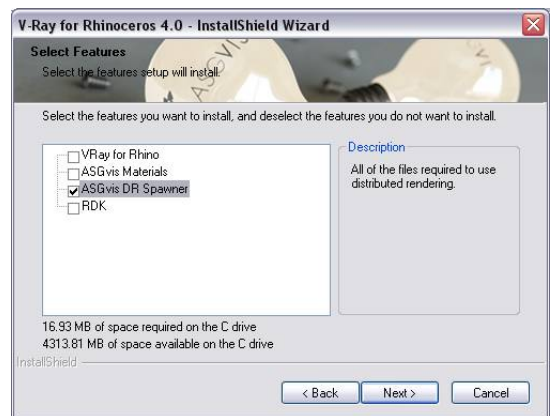 V-Ray for Rhinoceros 4.0 - InstallShield Wizard
Select Features
Select the features setup will install.
ASGVIS
Select the features you want to install, and deselect the features you do not want to install.
VRay for Rhino
ASGvis Materials
ASGvis DR Spawner
RDK
Description
All of the files required to use
distributed rendering.
16.93 MB of space required on the C drive
4313.81 MB of space available on the C drive
InstallShield
< Back
Next >
Cancel